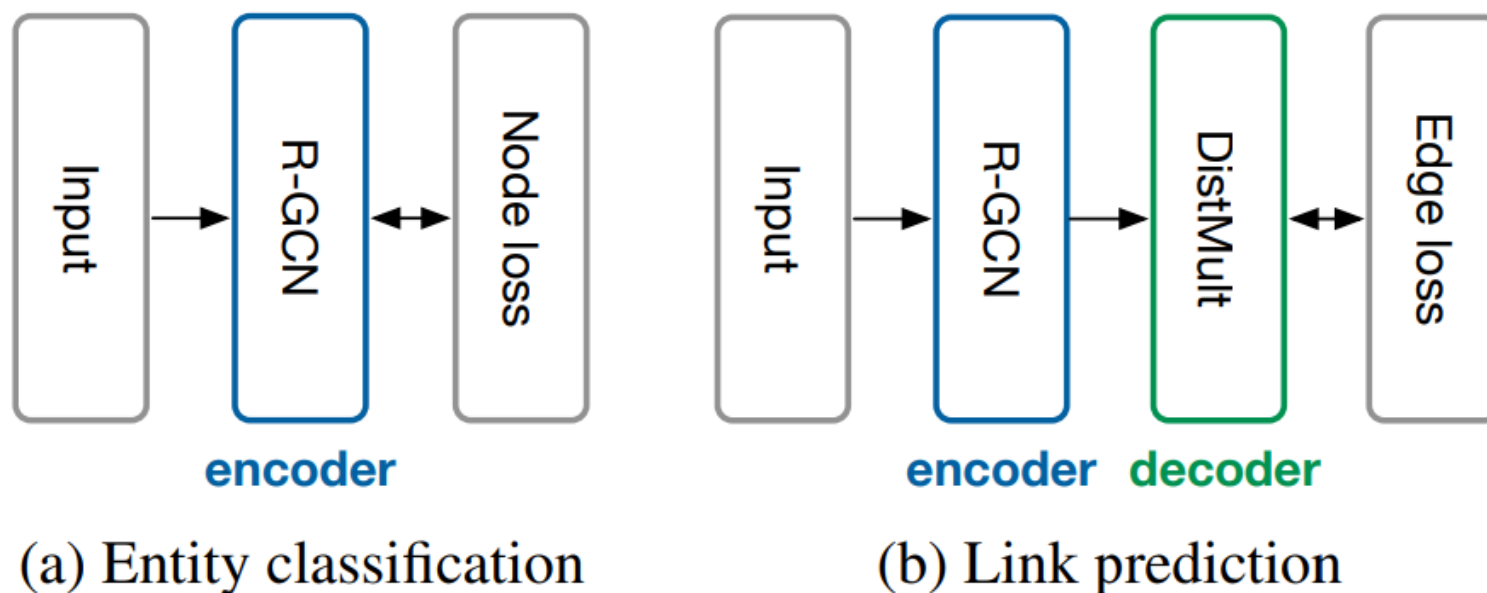 Input
R-GCN
Node loss
encoder
(a) Entity classification
Input
R-GCN
DistMult
Edge loss
encoder
decoder
(b) Link prediction